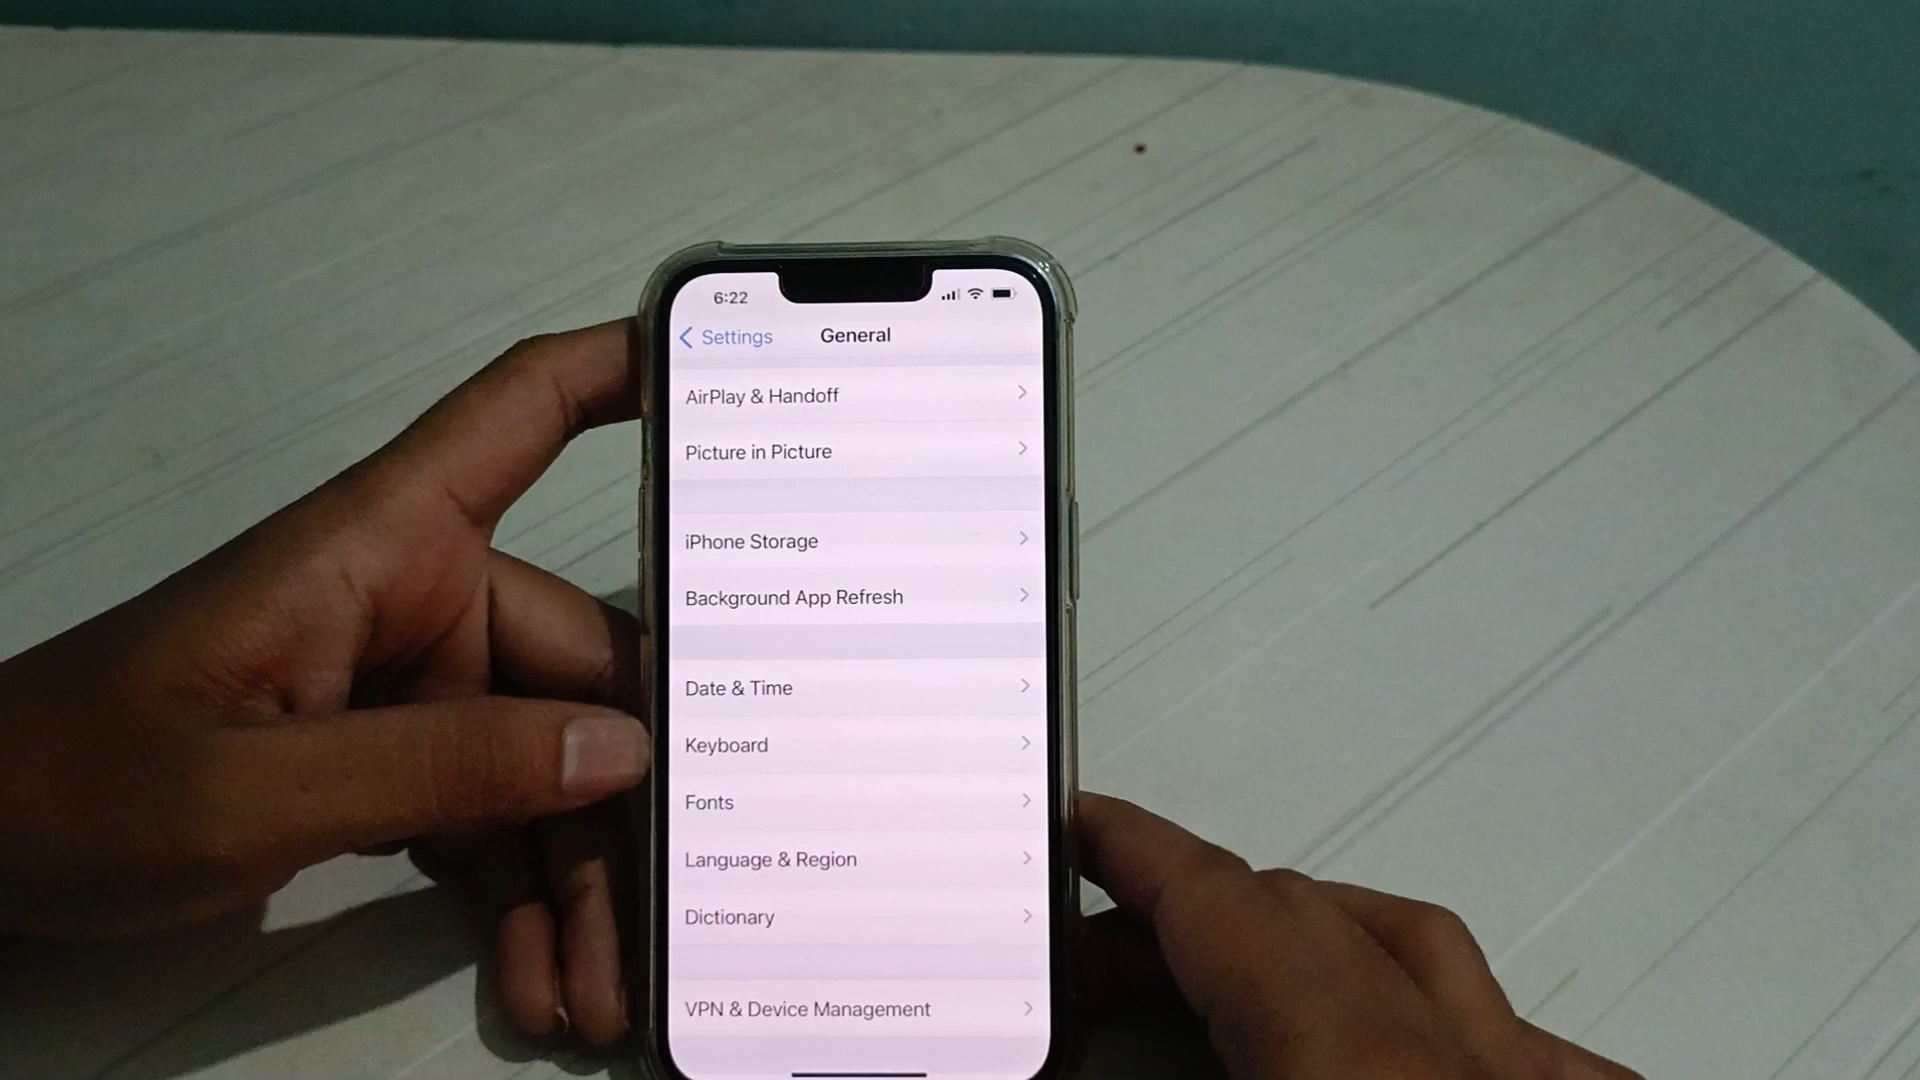 6:22
Settings
General
AirPlay & Handoff
Picture in Picture
iPhone Storage
Background App Refresh
Date & Time
Keyboard
Fonts
Language & Region
Dictionary
VPN & Device Management